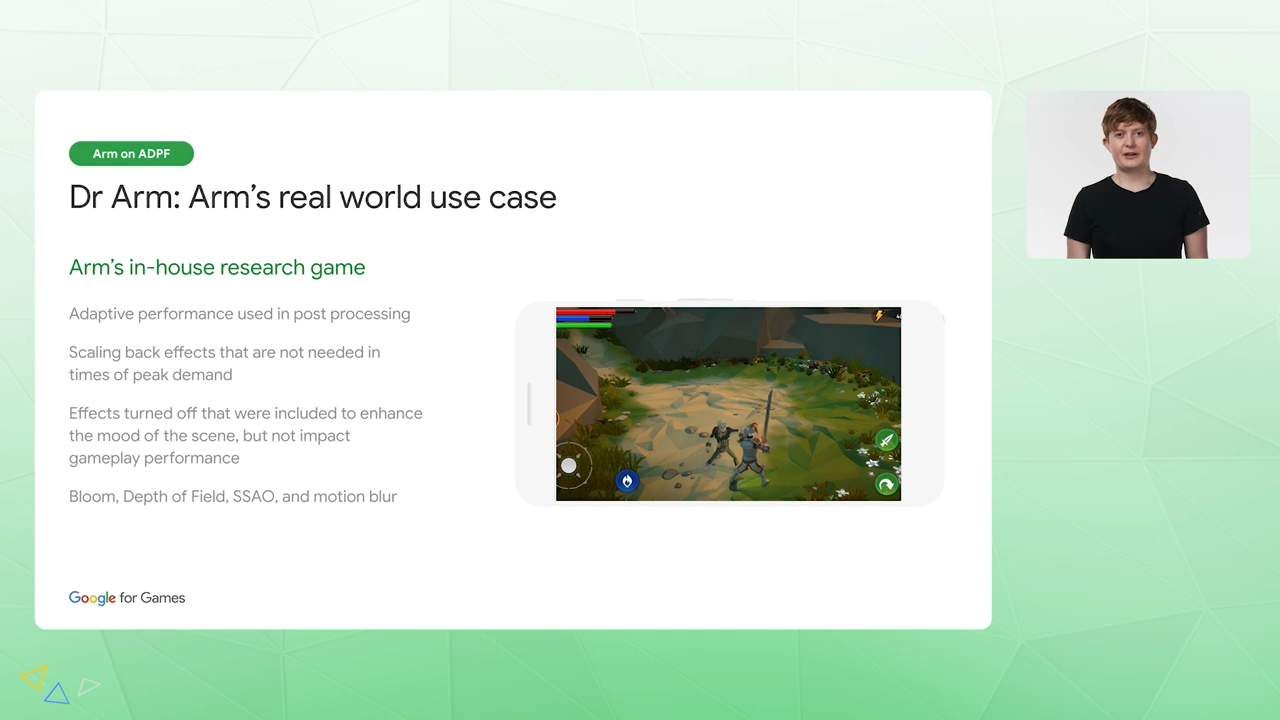 Arm on ADPF
Dr Arm: Arm's real world use case
Arm's in-house research game
Adaptive performance used in post processing
Scaling back effects that are not needed in
times of peak demand
Effects turned off that were included to enhance
the mood of the scene, but not impact
gameplay performance
Bloom, Depth of Field, SSAO, and motion blur
Google for Games